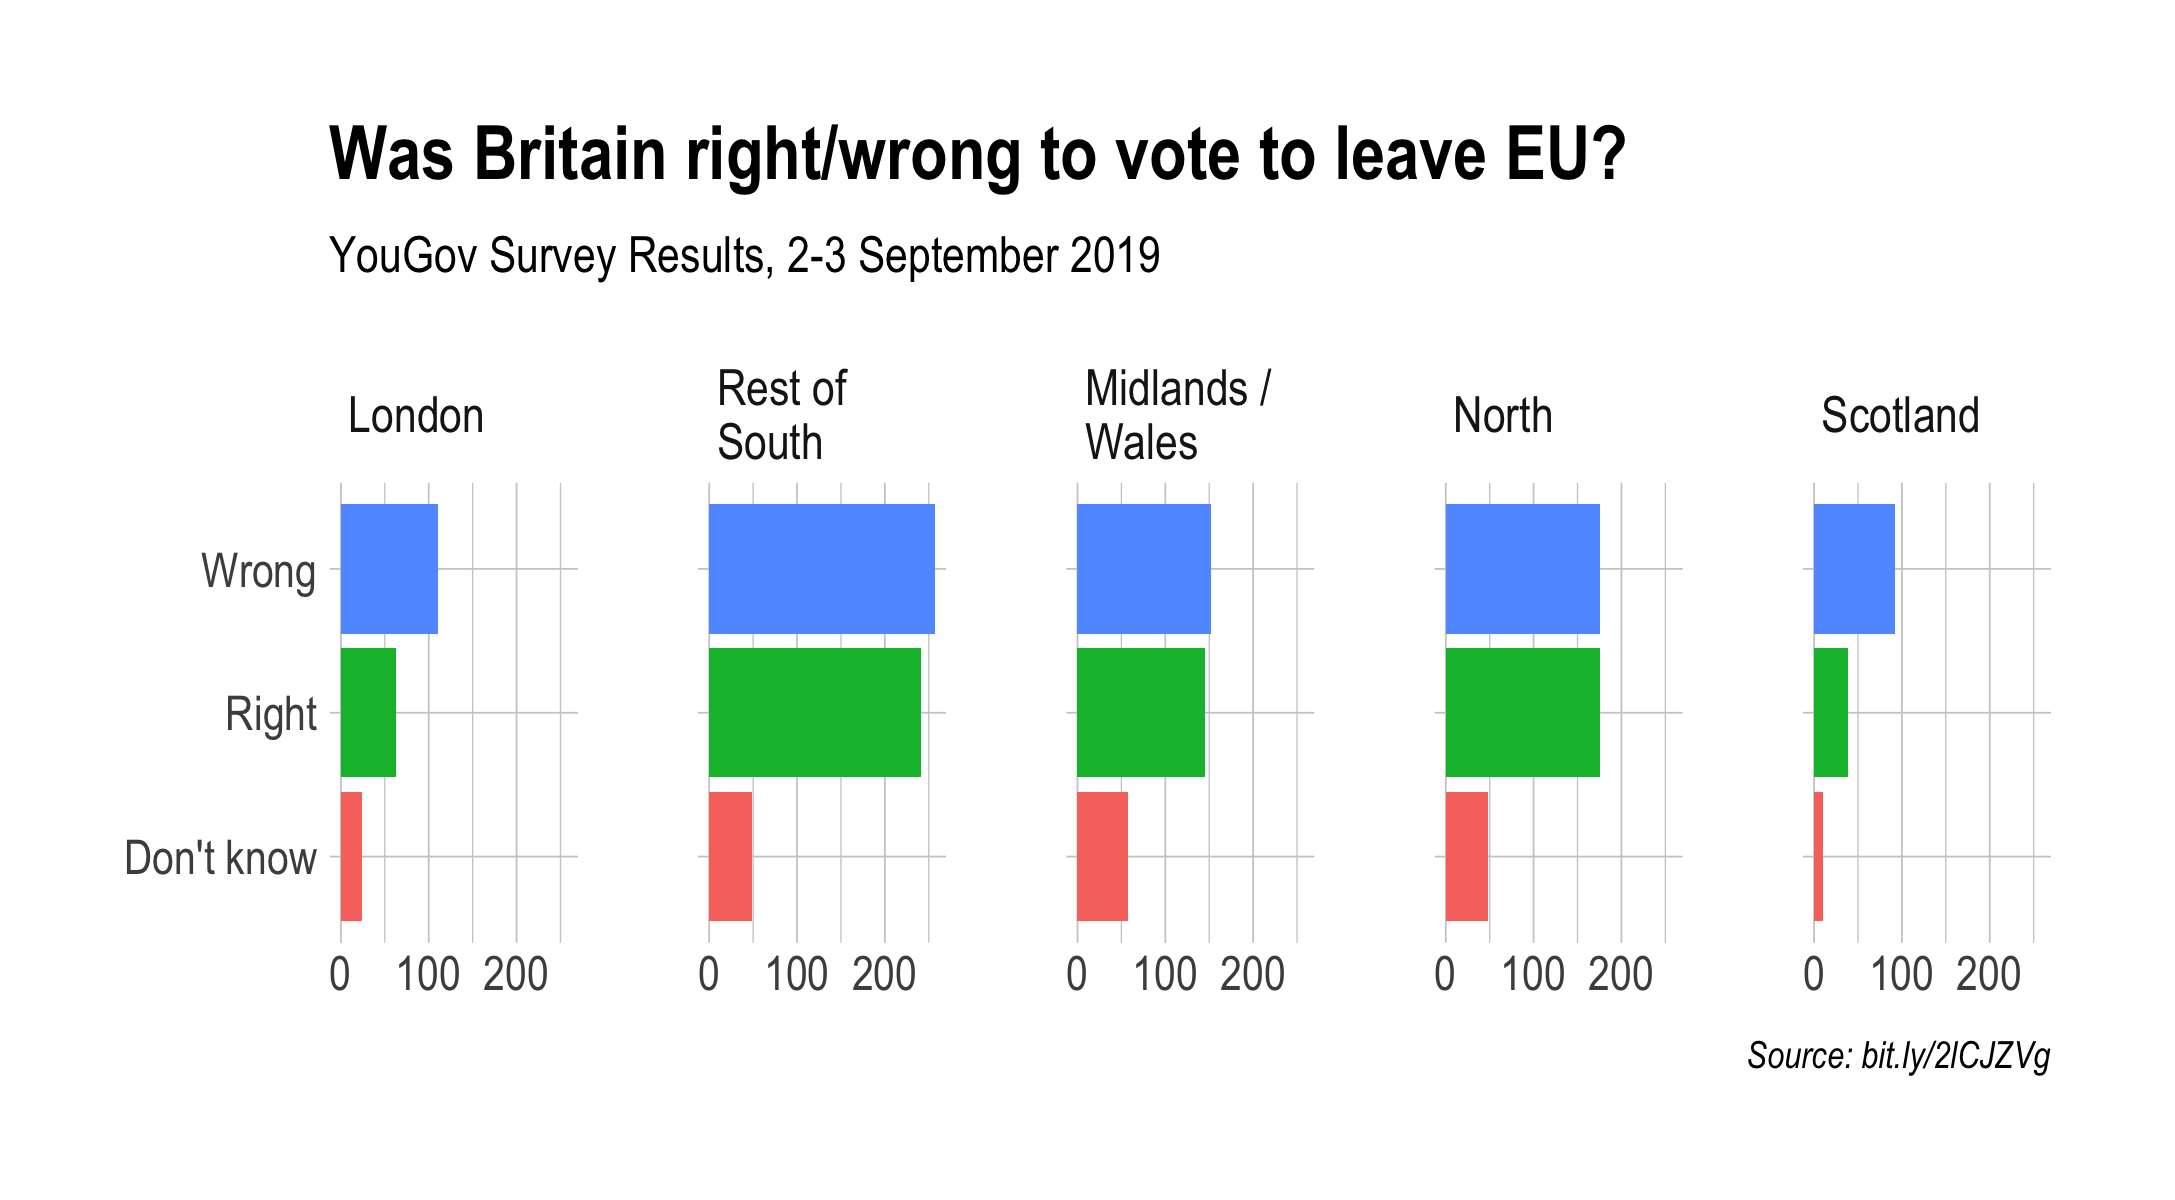 Was Britain right/wrong to vote to leave EU?
YouGov Survey Results, 2-3 September 2019
London
Rest of
South
Midlands /
Wales
North
Scotland
Wrong
Right
Don't know
0 100 200
0 100 200
0 100 200
0 100 200
0 100 200
Source: bit.ly/2lCJZVg